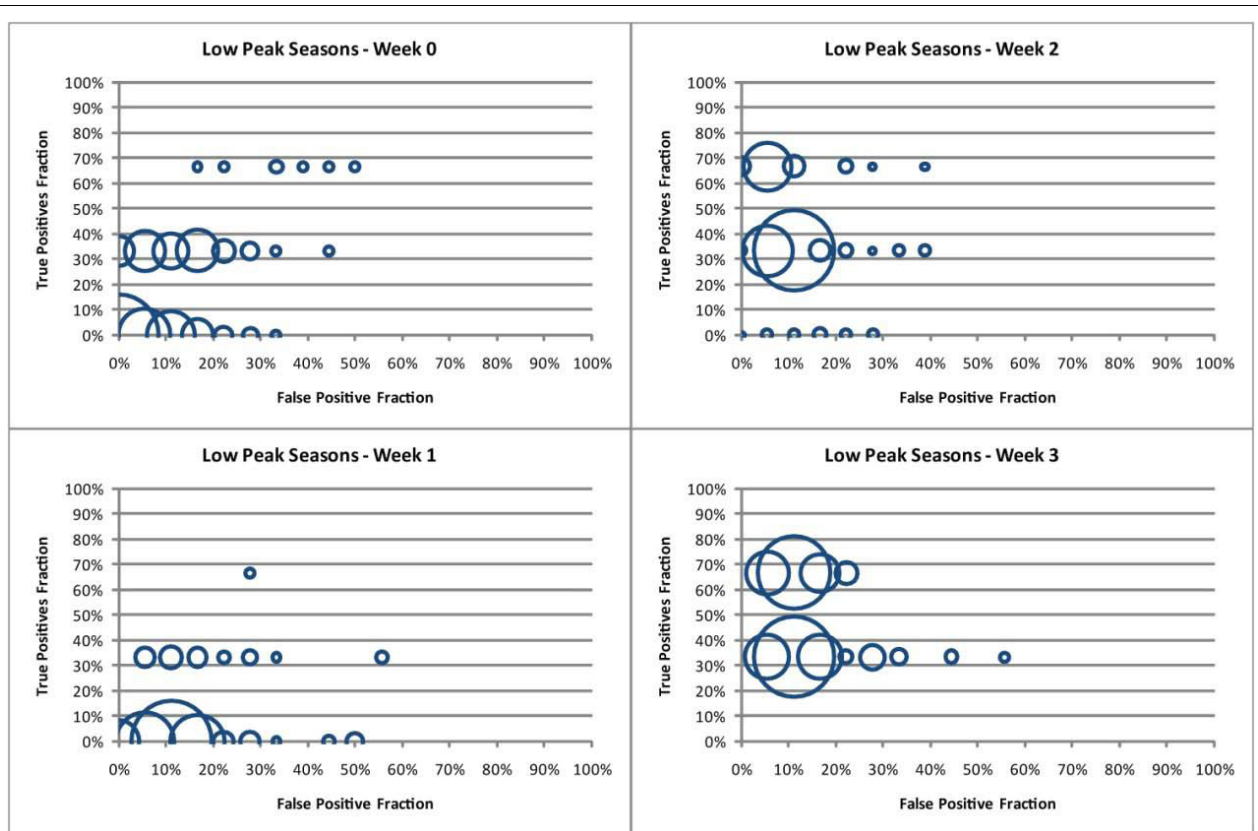 Low Peak Seasons - Week 0
True Positives Fraction
100%
90%
80%
70%
60%
50%
40%
30%
20%
10%
0%
0% 10% 20% 30% 40% 50% 60% 70% 80% 90% 100%
False Positive Fraction
Low Peak Seasons - Week 2
True Positives Fraction
100%
90%
80%
70%
60%
50%
40%
30%
20%
10%
0%
0% 10% 20% 30% 40% 50% 60% 70% 80% 90% 100%
False Positive Fraction
Low Peak Seasons - Week 1
True Positives Fraction
100%
90%
80%
70%
60%
50%
40%
30%
20%
10%
0%
0% 10% 20% 30% 40% 50% 60% 70% 80% 90% 100%
False Positive Fraction
Low Peak Seasons - Week 3
True Positives Fraction
100%
90%
80%
70%
60%
50%
40%
30%
20%
10%
0%
0% 10% 20% 30% 40% 50% 60% 70% 80% 90% 100%
False Positive Fraction